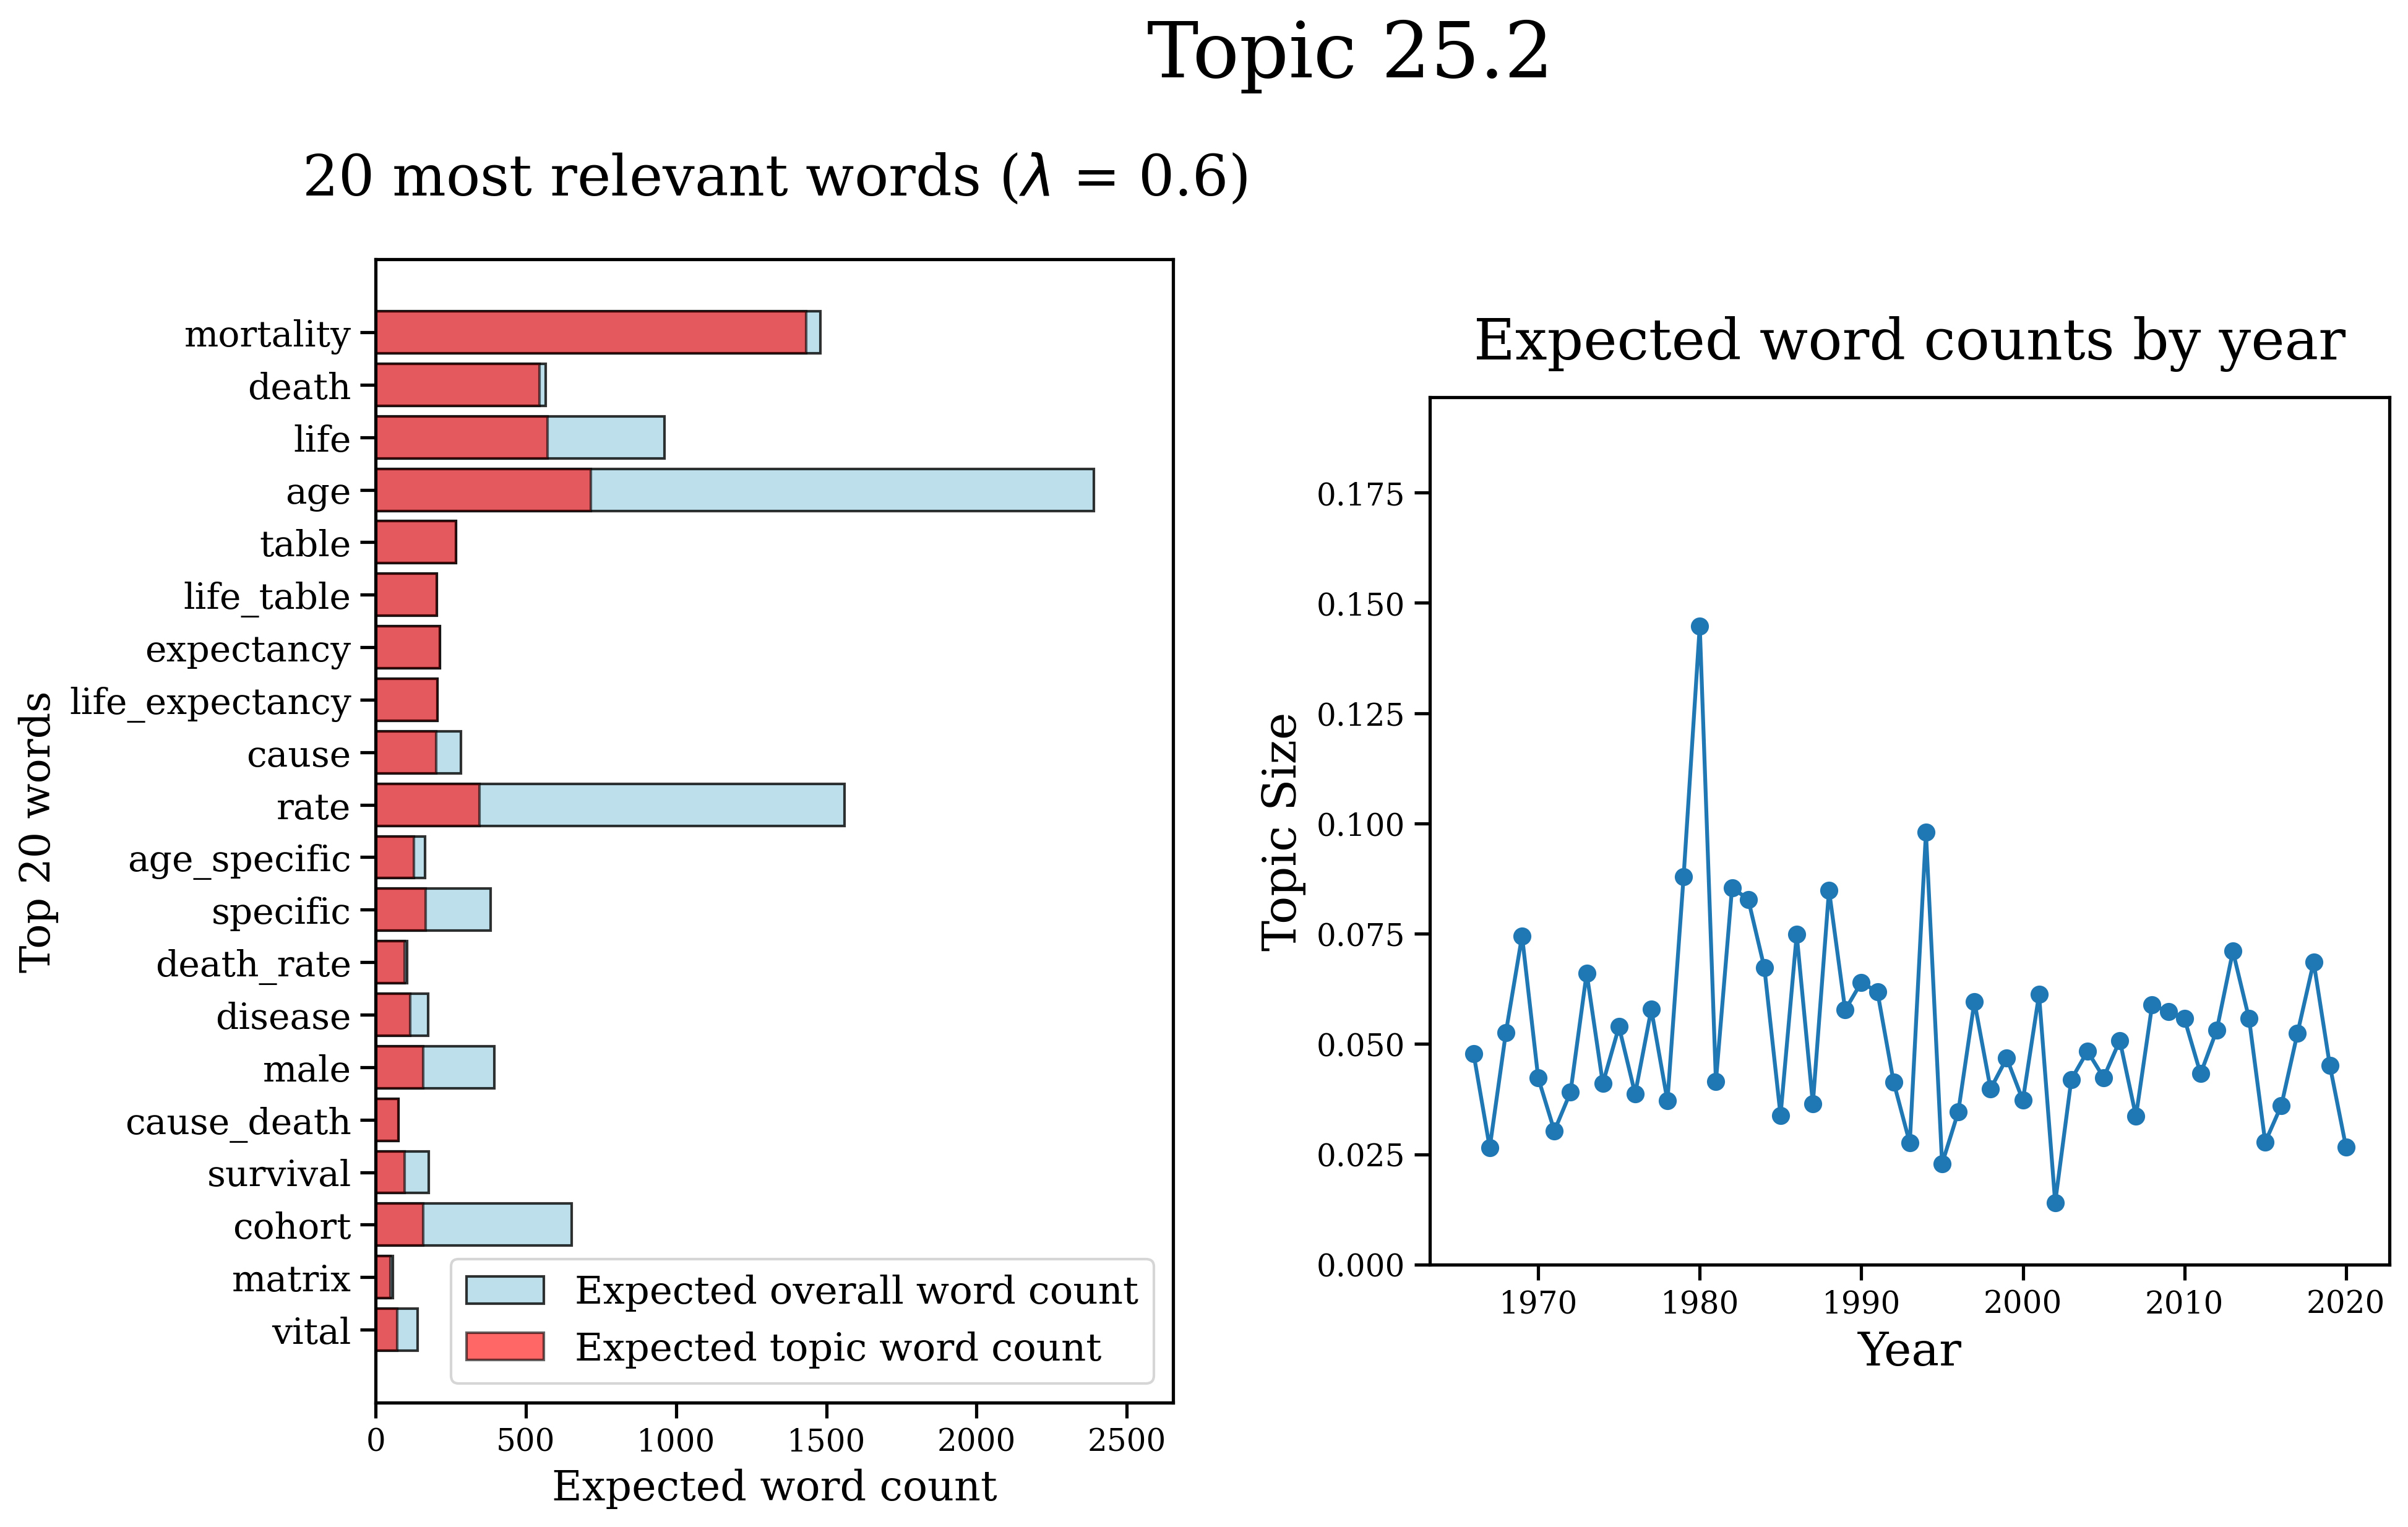 Topic 25.2
20 most relevant words (λ = 0.6)
Top 20 words
mortality
death
life
age
table
life_table
expectancy
life_expectancy
cause
rate
age_specific
specific
death_rate
disease
male
cause_death
survival
cohort
matrix
vital
Expected overall word count
Expected topic word count
0 500 1000 1500 2000 2500
Expected word count
Expected word counts by year
Topic Size
0.175
0.150
0.125
0.100
0.075
0.050
0.025
0.000
1970 1980 1990 2000 2010 2020
Year